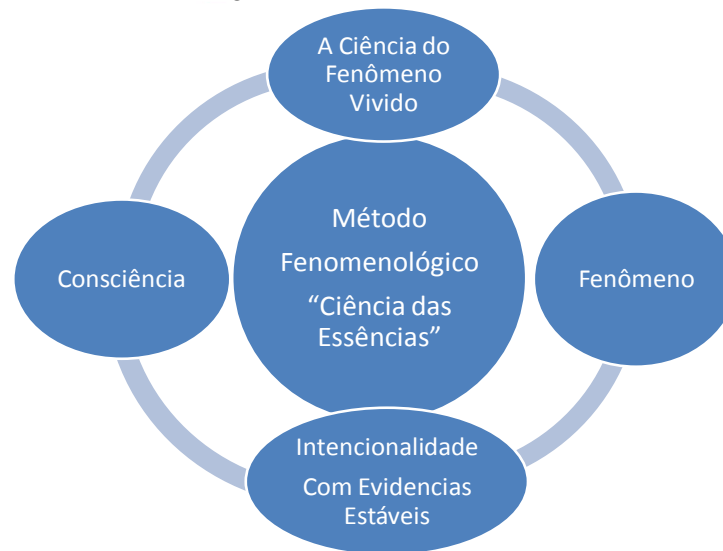 A Ciência do
Fenômeno
Vivido
Método
Fenomenológico
“Ciência das
Essências”
Consciência
Fenômeno
Intencionalidade
Com Evidencias
Estáveis